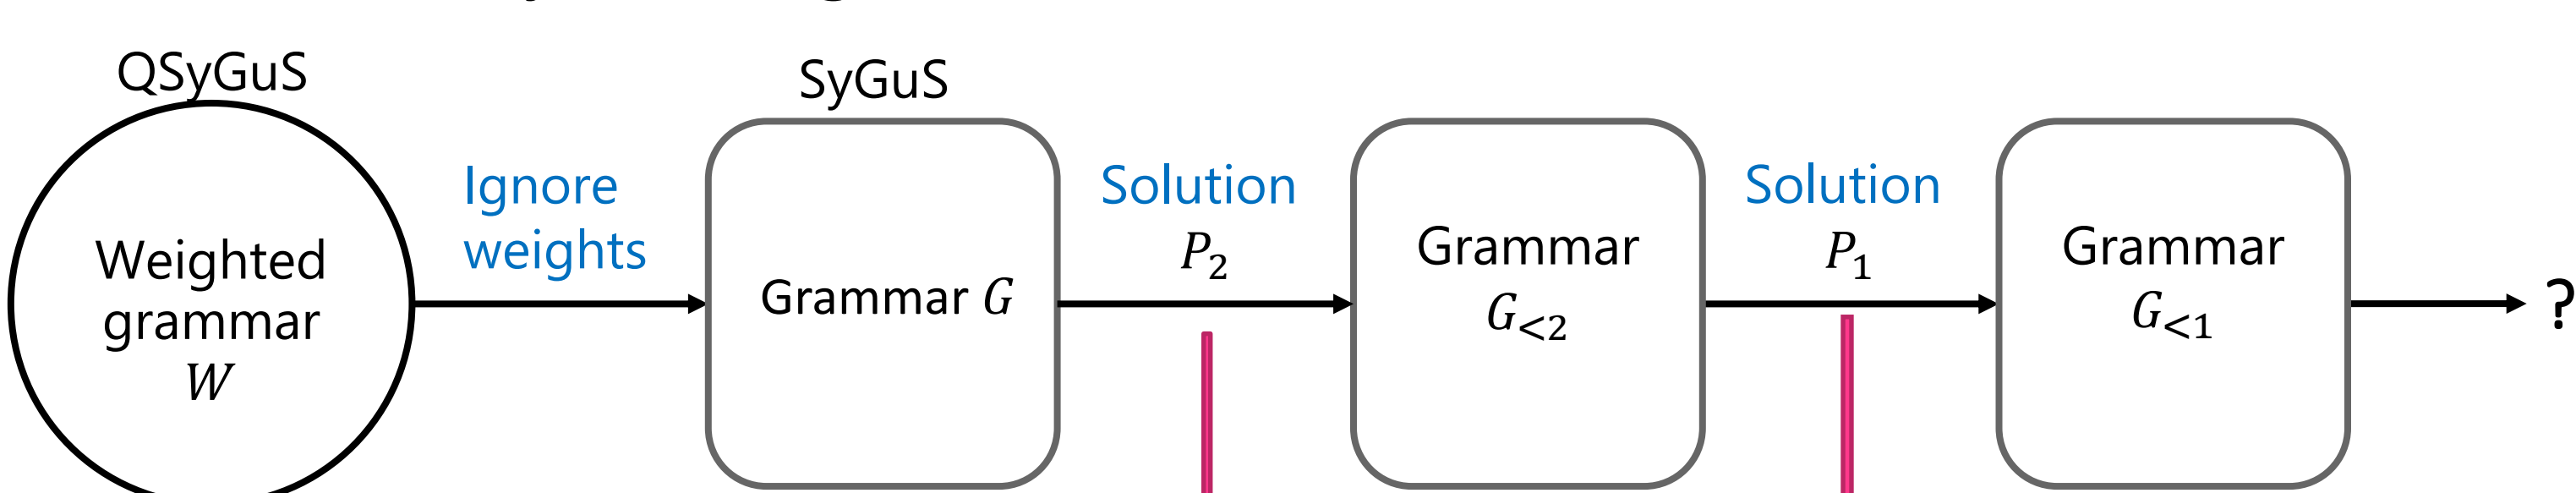 QSyGuS
Weighted
grammar
W
Ignore
weights
SyGuS
Grammar G
Solution
P₂
Grammar
G<2
Solution
P₁
Grammar
G<1
?